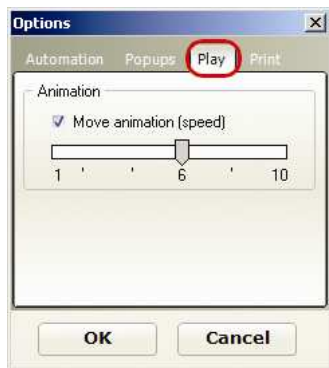 Options
Automation Popups Play Print
Animation
Move animation (speed)
1 ' ' 6 ' 10
OK Cancel